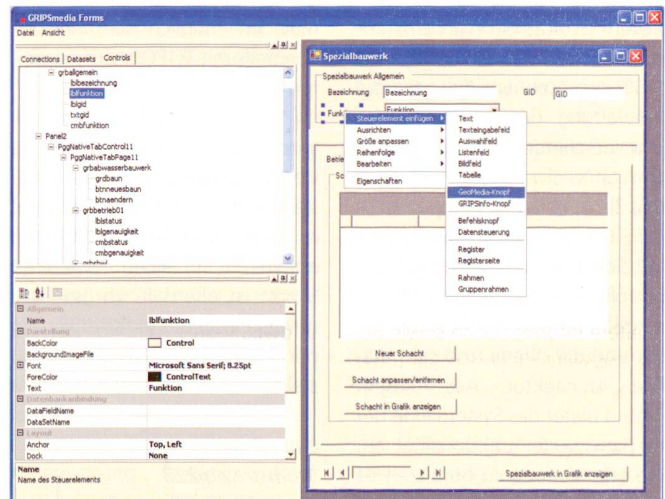 GRIPSmedia Forms
Datei Ansicht
Connections Datasets Controls
grballgemein
lblbezeichnung
lblfunktion
lblgid
txtgid
cmbfunktion
Panel2
PggNativeTabControl11
PggNativeTabPage11
grbabwasserbauwerk
grdbaun
btnneuesbaun
btnaendern
grbbetrieb01
lblstatus
lblgenauigkeit
cmbstatus
cmbgenauigkeit
Allgemein
Name lblfunktion
Darstellung
BackColor Control
BackgroundImageFile
Font Microsoft Sans Serif; 8.25pt
ForeColor ControlText
Text Funktion
Datenbankanbindung
DataFieldName
DataSetName
Layout
Anchor Top, Left
Dock None
Name
Name des Steuerelements
Spezialbauwerk
Spezialbauwerk Allgemein
Bezeichnung Bezeichnung GID GID
Funk Funktion
Betrie
Steuerelement einfügen
Ausrichten
Größe anpassen
Reihenfolge
Bearbeiten
Eigenschaften
Text
Texteingabefeld
Auswahlfeld
Listenfeld
Bildfeld
Tabelle
GeoMedia-Knopf
GRIPSinfo-Knopf
Befehlsknopf
Datensteuerung
Register
Registerseite
Rahmen
Gruppenrahmen
Neuer Schacht
Schacht anpassen/entfernen
Schacht in Grafik anzeigen
Spezialbauwerk in Grafik anzeigen